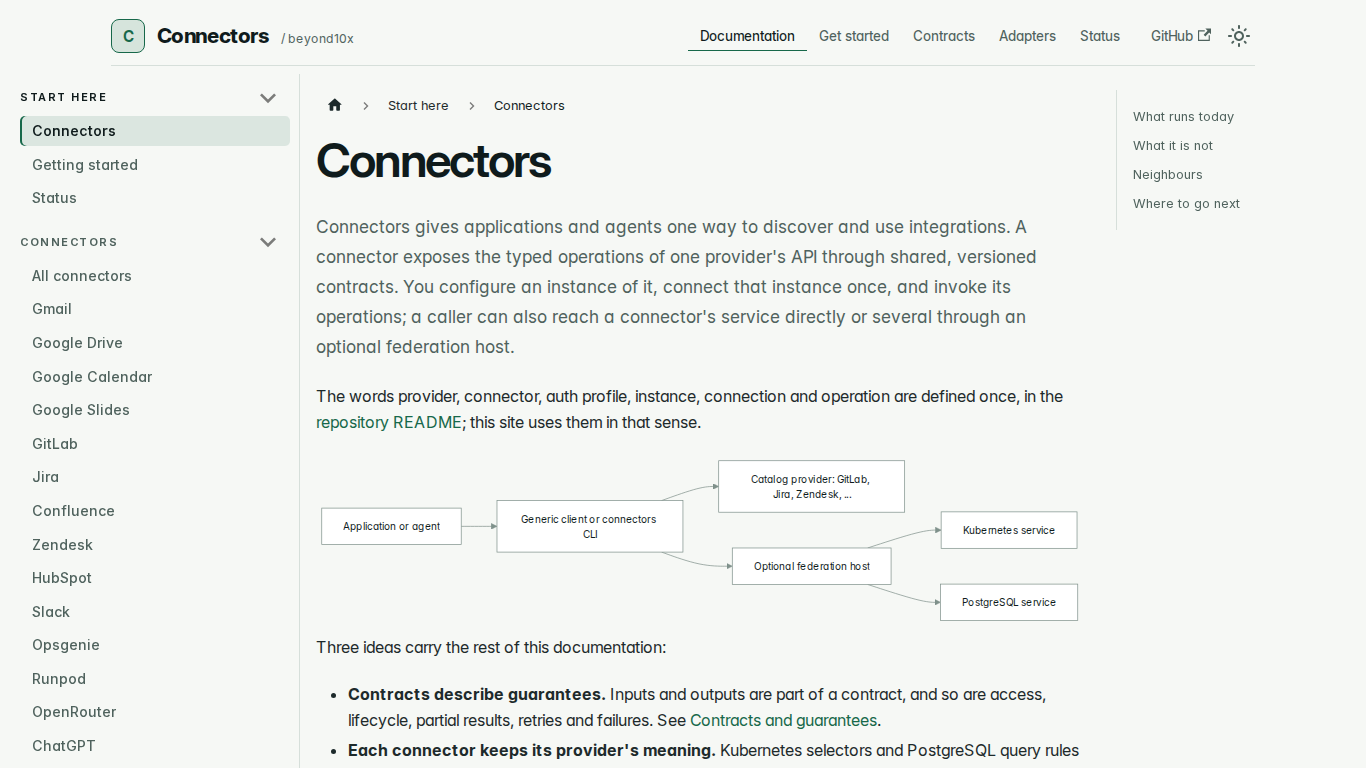 C Connectors / beyond10x Documentation Get started Contracts Adapters Status GitHub
START HERE
Connectors
Getting started
Status
CONNECTORS
All connectors
Gmail
Google Drive
Google Calendar
Google Slides
GitLab
Jira
Confluence
Zendesk
HubSpot
Slack
Opsgenie
Runpod
OpenRouter
ChatGPT
Start here Connectors
Connectors
Connectors gives applications and agents one way to discover and use integrations. A
connector exposes the typed operations of one provider's API through shared, versioned
contracts. You configure an instance of it, connect that instance once, and invoke its
operations; a caller can also reach a connector's service directly or several through an
optional federation host.
The words provider, connector, auth profile, instance, connection and operation are defined once, in the
repository README; this site uses them in that sense.
Application or agent
Generic client or connectors
CLI
Catalog provider: GitLab,
Jira, Zendesk, ...
Optional federation host
Kubernetes service
PostgreSQL service
Three ideas carry the rest of this documentation:
• Contracts describe guarantees. Inputs and outputs are part of a contract, and so are access,
lifecycle, partial results, retries and failures. See Contracts and guarantees.
• Each connector keeps its provider's meaning. Kubernetes selectors and PostgreSQL query rules
What runs today
What it is not
Neighbours
Where to go next